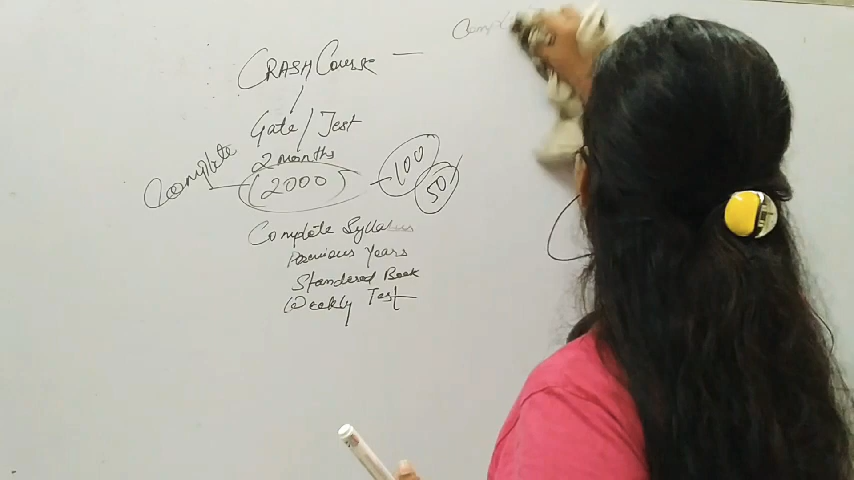 CRASH Course —
Gate / Test
2 months
Complete — (2000) — 100 50
Complete Syllabus
Previous Years
Standered Book
Weekly Test